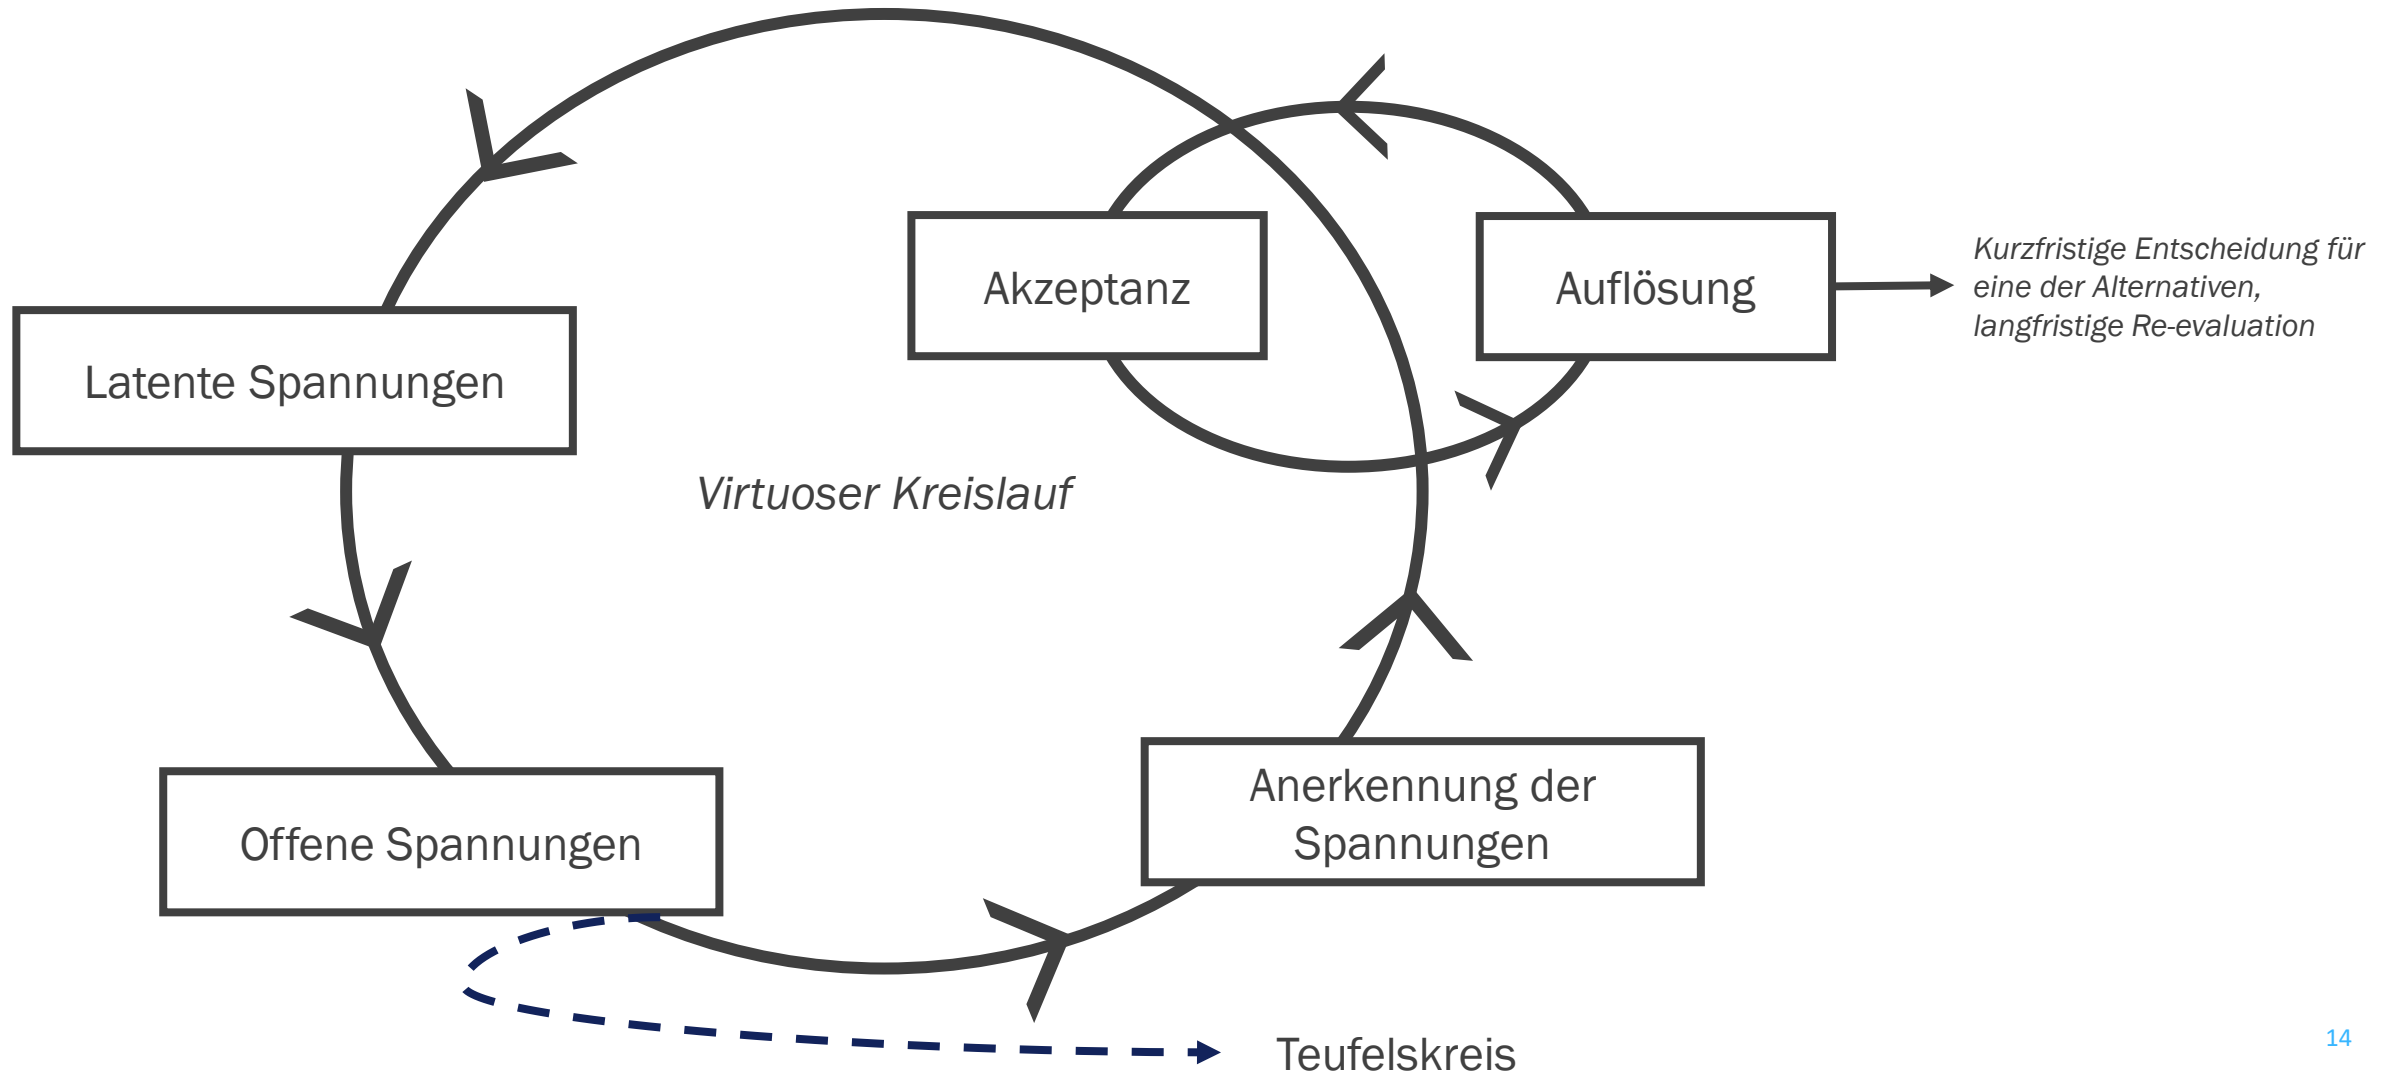 Akzeptanz
Auflösung
Kurzfristige Entscheidung für
eine der Alternativen,
langfristige Re-evaluation
Latente Spannungen
Virtuoser Kreislauf
Anerkennung der
Spannungen
Offene Spannungen
Teufelskreis
14